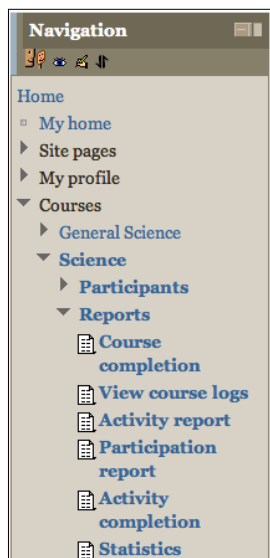 Navigation
Home
My home
Site pages
My profile
Courses
General Science
Science
Participants
Reports
Course
completion
View course logs
Activity report
Participation
report
Activity
completion
Statistics